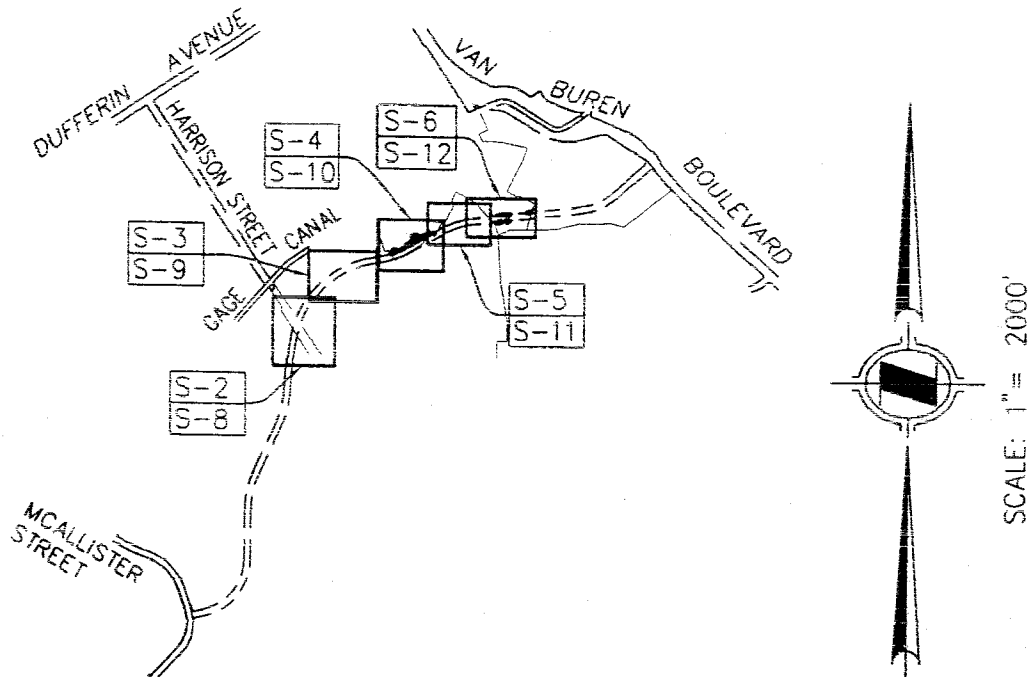 DUFFERIN AVENUE
HARRISON STREET
VAN BUREN BOULEVARD
S-6
S-12
S-4
S-10
S-3
S-9
CAGE CANAL
S-5
S-11
S-2
S-8
MCALLISTER
STREET
SCALE: 1"= 2000'